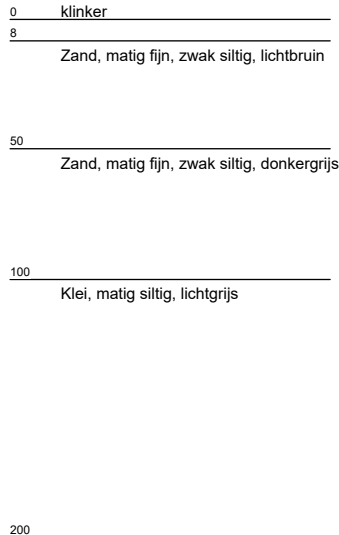 0 klinker
8
Zand, matig fijn, zwak siltig, lichtbruin
50
Zand, matig fijn, zwak siltig, donkergrijs
100
Klei, matig siltig, lichtgrijs
200